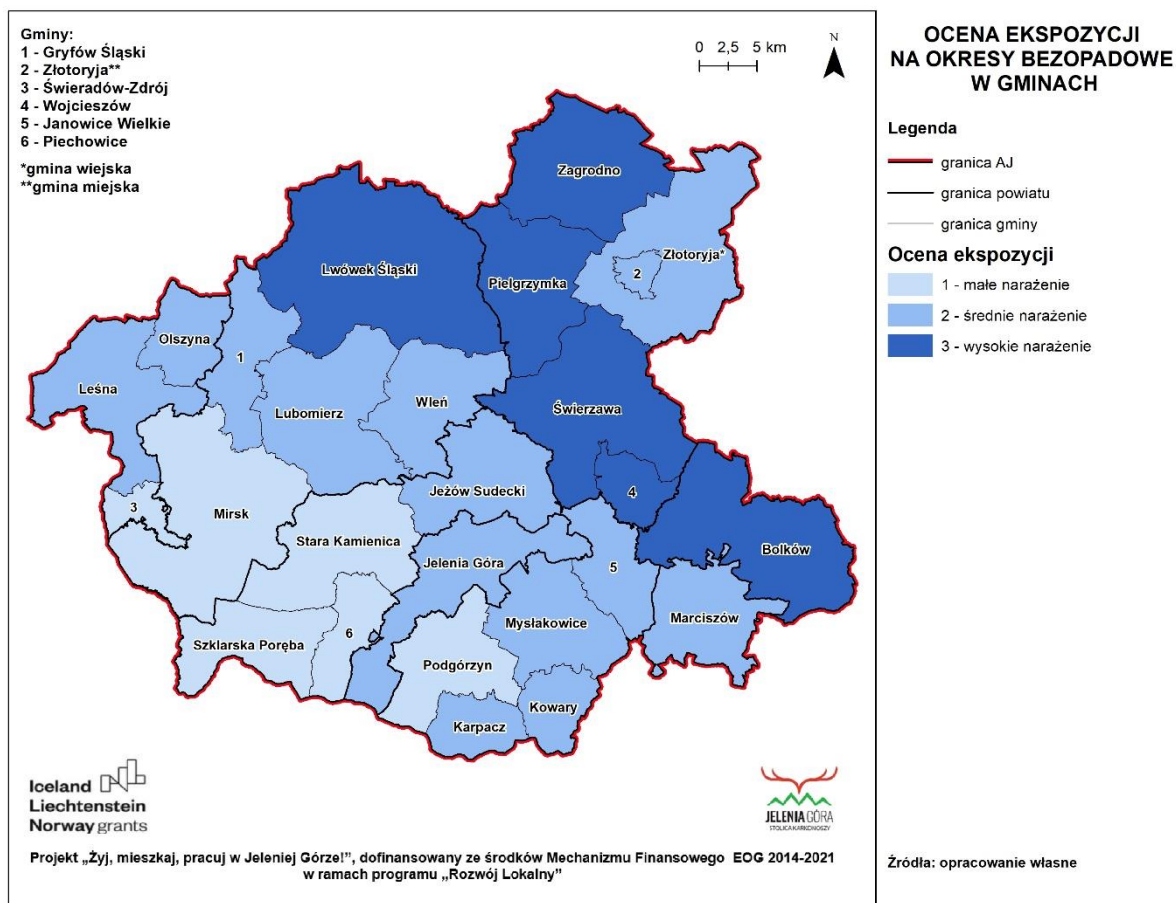 Gminy:
1 - Gryfów Śląski
2 - Złotoryja**
3 - Świeradów-Zdrój
4 - Wojcieszów
5 - Janowice Wielkie
6 - Piechowice
*gmina wiejska
**gmina miejska
0 2,5 5 km
N
Zagrodno
Złotoryja*
2
Lwówek Śląski
Pielgrzymka
Olszyna
1
Leśna
Lubomierz
Wleń
Świerzawa
4
Jeżów Sudecki
3
Mirsk
Stara Kamienica
Jelenia Góra
5
Bolków
Marciszów
Mysłakowice
6
Szklarska Poręba
Podgórzyn
Kowary
Karpacz
Iceland
Liechtenstein
Norway grants
JELENIA GÓRA
STOLICA KARKONOSZY
Projekt „Żyj, mieszkaj, pracuj w Jeleniej Górze!”, dofinansowany ze środków Mechanizmu Finansowego EOG 2014-2021
w ramach programu „Rozwój Lokalny”
OCENA EKSPOZYCJI
NA OKRESY BEZOPADOWE
W GMINACH
Legenda
granica AJ
granica powiatu
granica gminy
Ocena ekspozycji
1 - małe narażenie
2 - średnie narażenie
3 - wysokie narażenie
Źródła: opracowanie własne